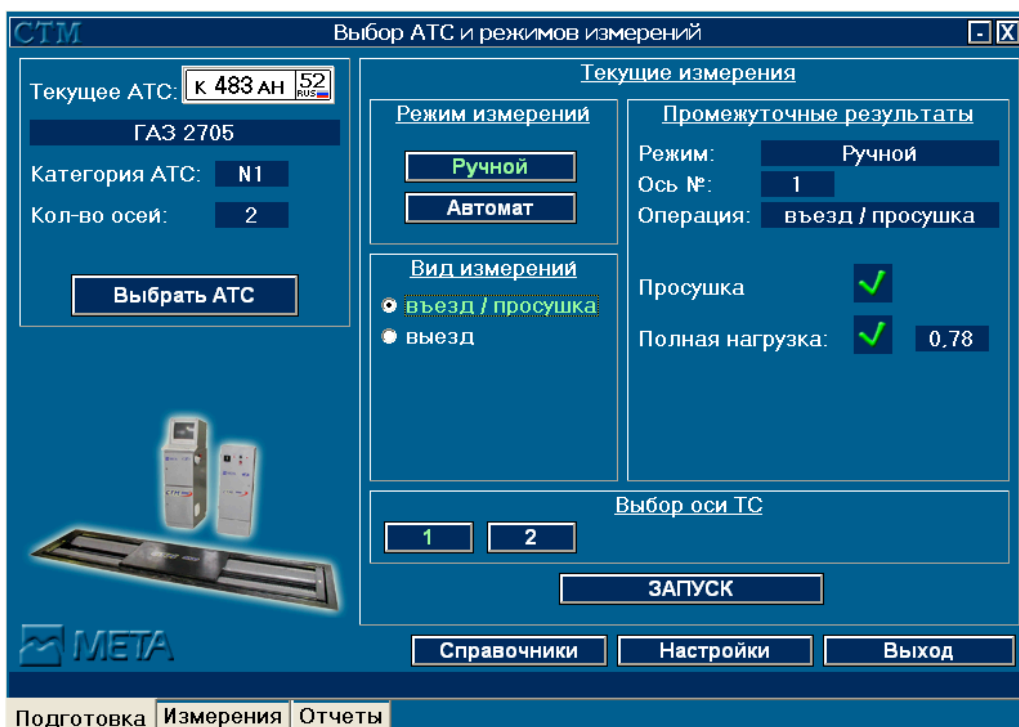 СТМ
Выбор АТС и режимов измерений
- X
Текущее АТС: к 483 ан 52 RUS
ГАЗ 2705
Категория АТС: N1
Кол-во осей: 2
Выбрать АТС
Текущие измерения
Режим измерений
Ручной
Автомат
Вид измерений
въезд / просушка
выезд
Промежуточные результаты
Режим: Ручной
Ось №: 1
Операция: въезд / просушка
Просушка
Полная нагрузка: 0,78
Выбор оси ТС
1 2
ЗАПУСК
МЕТА
Справочники Настройки Выход
Подготовка Измерения Отчеты